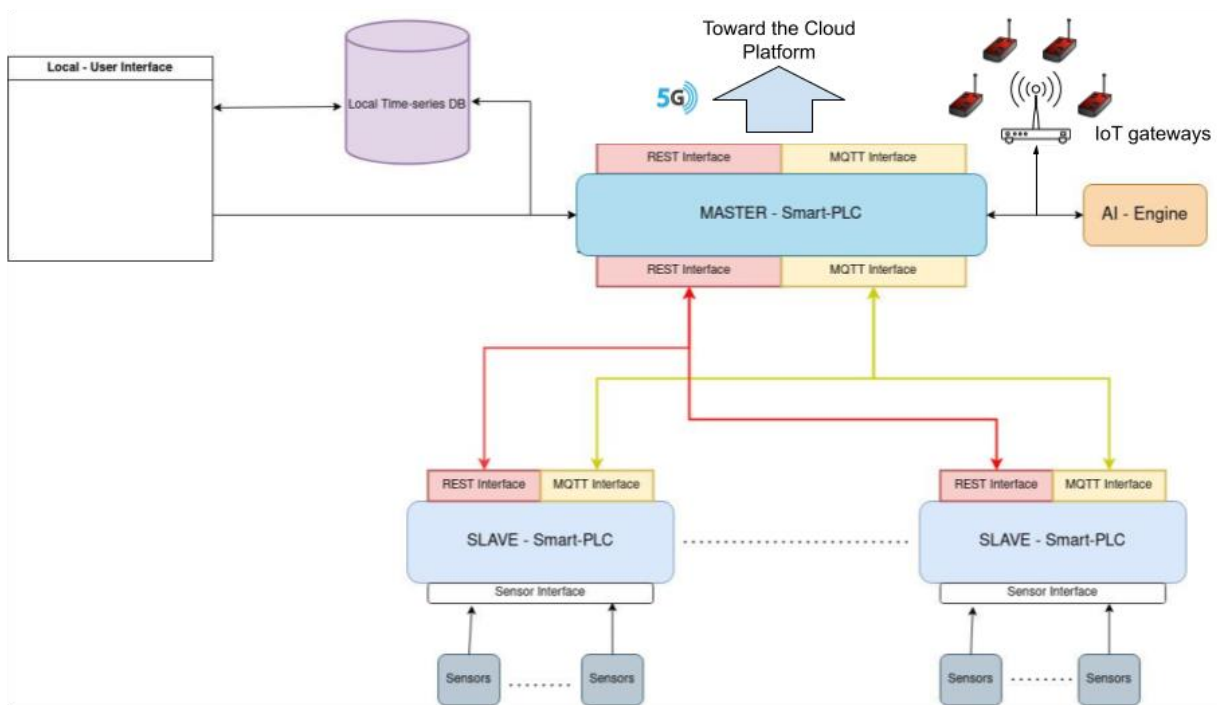 Toward the Cloud
Platform
Local - User Interface
5G
Local Time-series DB
IoT gateways
REST Interface
MQTT Interface
MASTER - Smart-PLC
AI - Engine
REST Interface
MQTT Interface
REST Interface
MQTT Interface
REST Interface
MQTT Interface
SLAVE - Smart-PLC
SLAVE - Smart-PLC
Sensor Interface
Sensor Interface
Sensors
Sensors
Sensors
Sensors